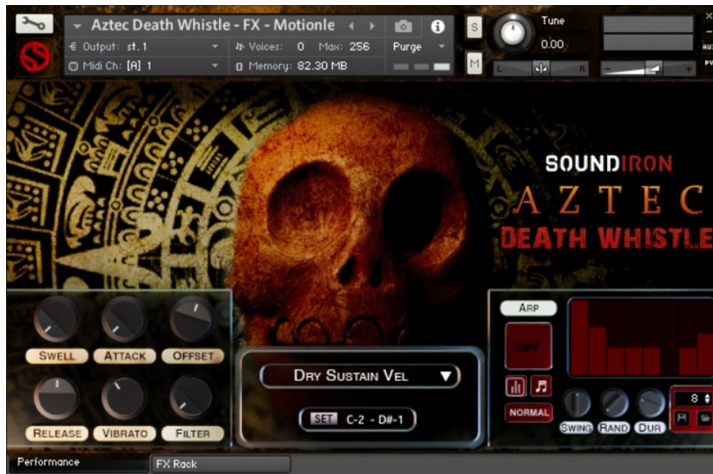 Aztec Death Whistle - FX - Motionle
S
Tune
Output: st. 1
Voices: 0 Max: 256
Purge
0.00
Midi Ch: [A] 1
Memory: 82.30 MB
M
L
R
-
+
AUX
PV
SOUNDIRON
AZTEC
DEATH WHISTLE
ARP
OFF
SWELL
ATTACK
OFFSET
DRY SUSTAIN VEL
SET C-2 - D#-1
RELEASE
VIBRATO
FILTER
NORMAL
8
SWING
RAND
DUR
Performance
FX Rack